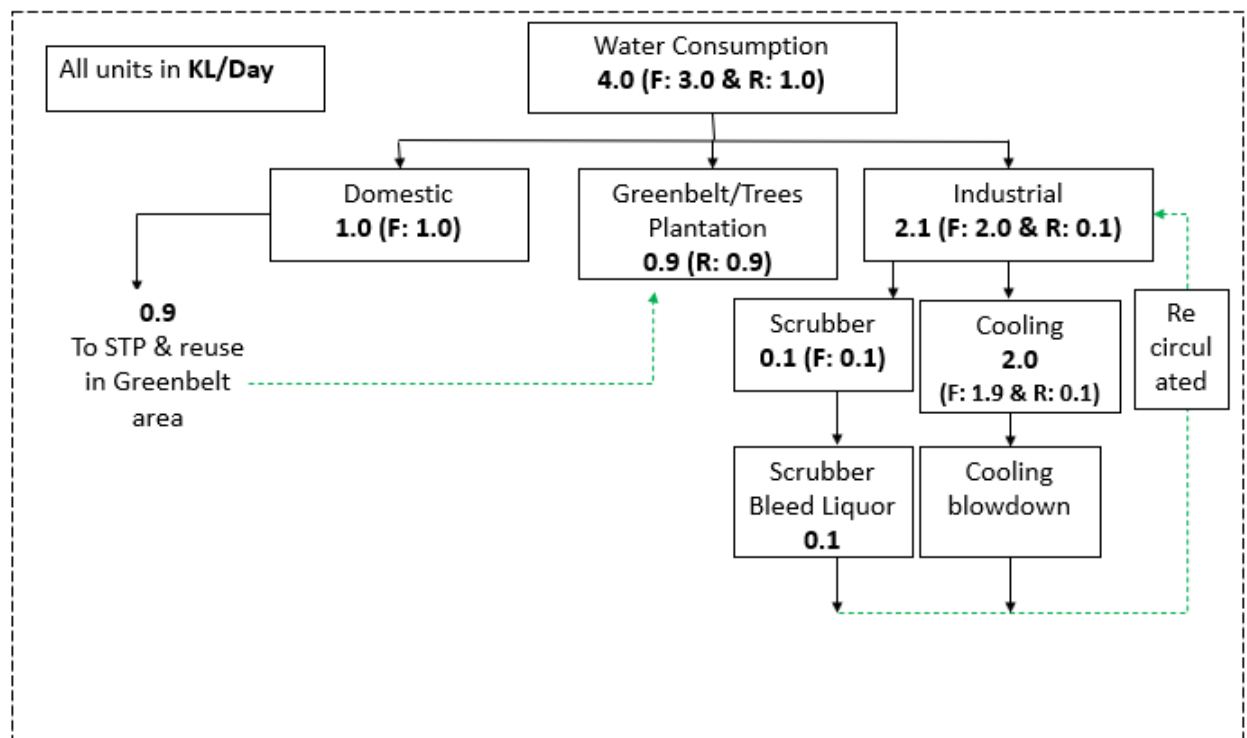 All units in KL/Day
Water Consumption
4.0 (F: 3.0 & R: 1.0)
Domestic
1.0 (F: 1.0)
Greenbelt/Trees
Plantation
0.9 (R: 0.9)
Industrial
2.1 (F: 2.0 & R: 0.1)
0.9
To STP & reuse
in Greenbelt
area
Scrubber
0.1 (F: 0.1)
Cooling
2.0
(F: 1.9 & R: 0.1)
Re
circul
ated
Scrubber
Bleed Liquor
0.1
Cooling
blowdown